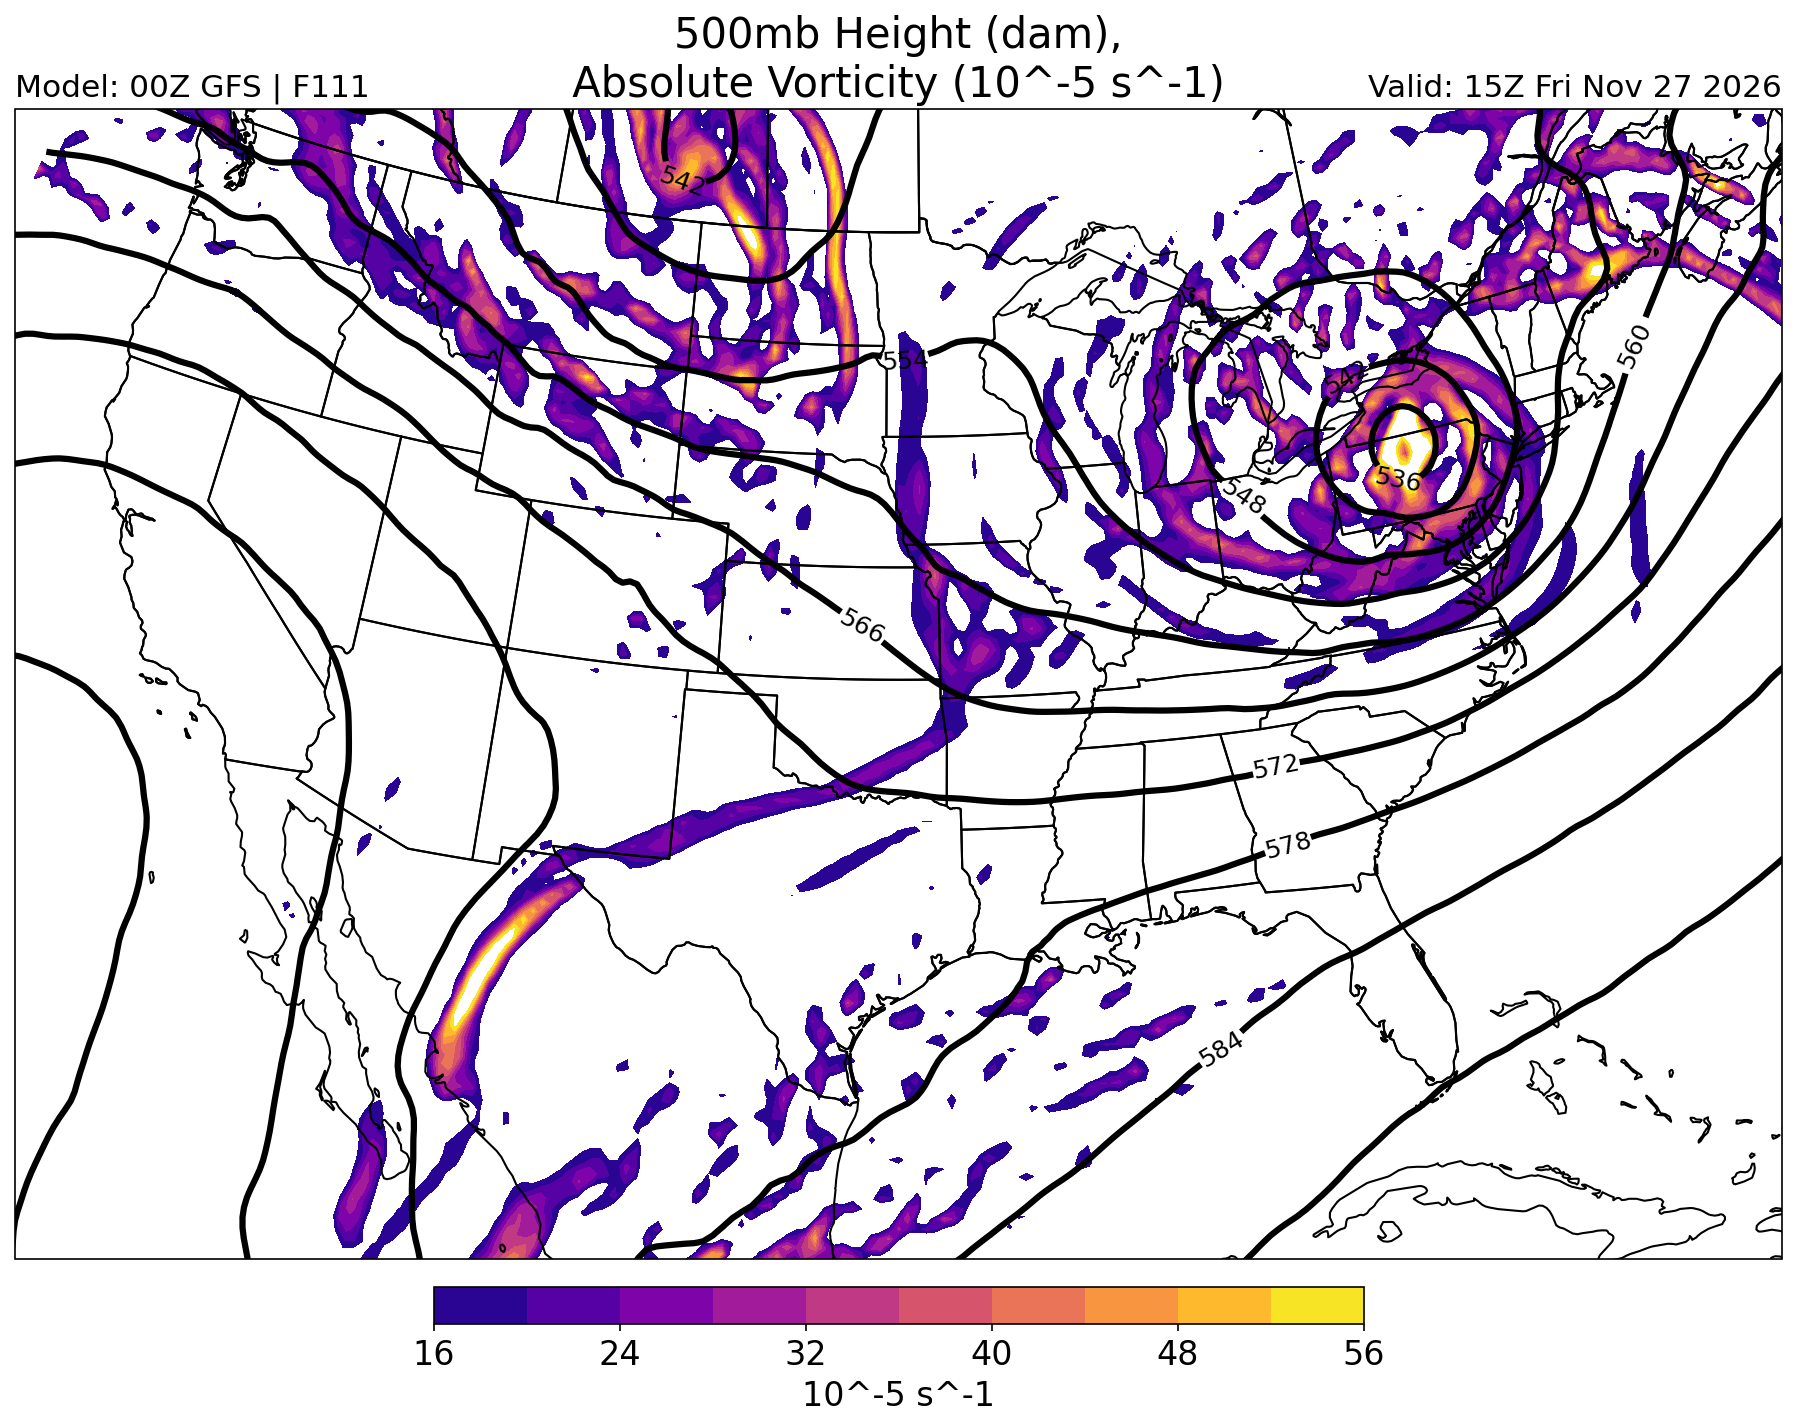 500mb Height (dam),
Model: 00Z GFS | F111
Absolute Vorticity (10^-5 s^-1)
Valid: 15Z Fri Nov 27 2026
542
554
560
542
536
548
566
572
578
584
16 24 32 40 48 56
10^-5 s^-1